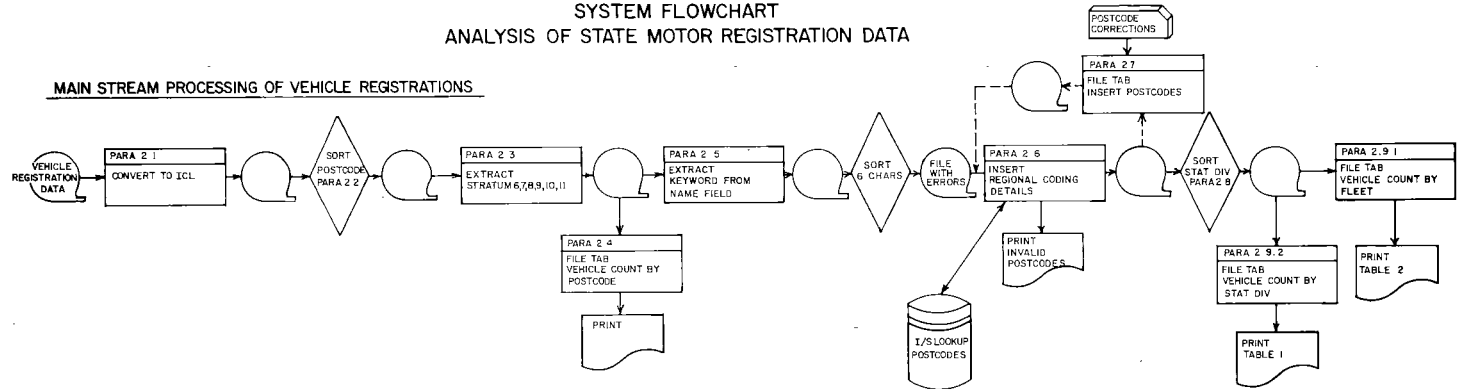 SYSTEM FLOWCHART
ANALYSIS OF STATE MOTOR REGISTRATION DATA
MAIN STREAM PROCESSING OF VEHICLE REGISTRATIONS
VEHICLE
REGISTRATION
DATA
PARA 2 1
CONVERT TO ICL
SORT
POSTCODE
PARA 2 2
PARA 2 3
EXTRACT
STRATUM 6,7,8,9,10,11
PARA 2 4
FILE TAB
VEHICLE COUNT BY
POSTCODE
PRINT
PARA 2 5
EXTRACT
KEYWORD FROM
NAME FIELD
SORT
6 CHARS
FILE
WITH
ERRORS
PARA 2 6
INSERT
REGIONAL CODING
DETAILS
I/S LOOKUP
POSTCODES
PRINT
INVALID
POSTCODES
POSTCODE
CORRECTIONS
PARA 2 7
FILE TAB
INSERT POSTCODES
SORT
STAT DIV
PARA 2 8
PARA 2 9.2
FILE TAB
VEHICLE COUNT BY
STAT DIV
PRINT
TABLE 1
PARA 2.9 1
FILE TAB
VEHICLE COUNT BY
FLEET
PRINT
TABLE 2